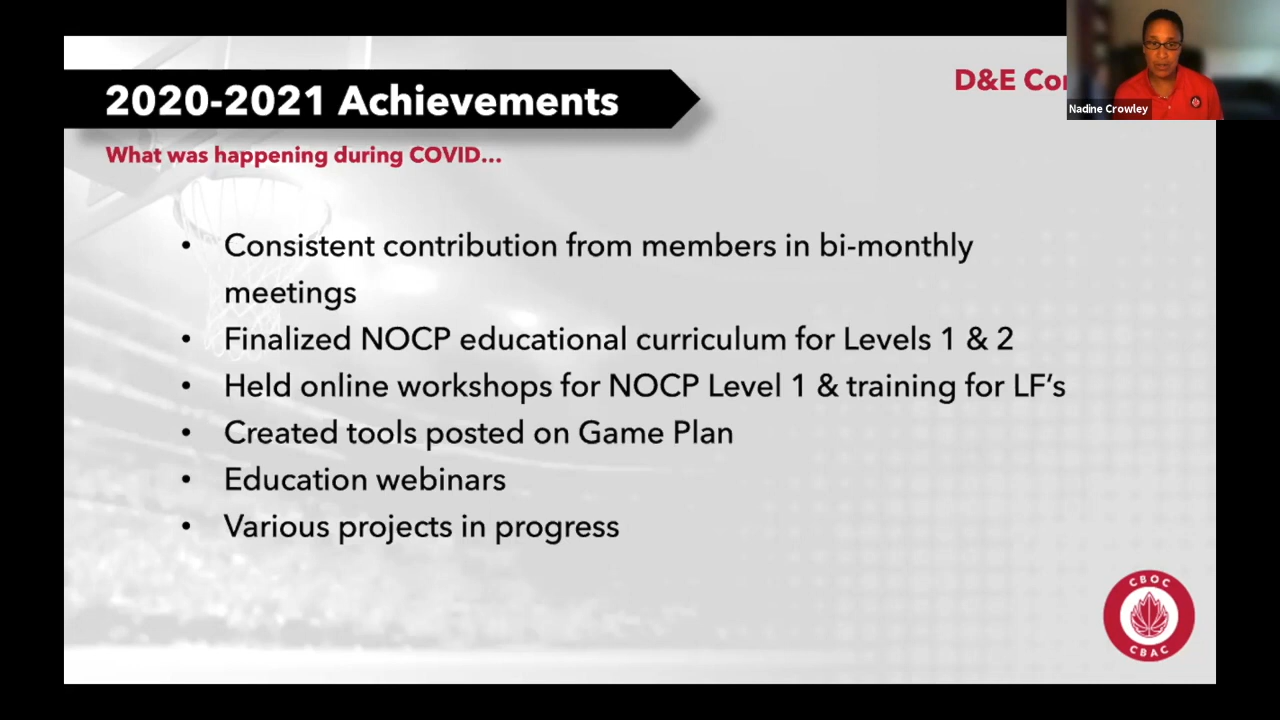 2020-2021 Achievements
D&E
Nadine Crowley
What was happening during COVID...
• Consistent contribution from members in bi-monthly
meetings
• Finalized NOCP educational curriculum for Levels 1 & 2
• Held online workshops for NOCP Level 1 & training for LF’s
• Created tools posted on Game Plan
• Education webinars
• Various projects in progress
CBOC
CBAC